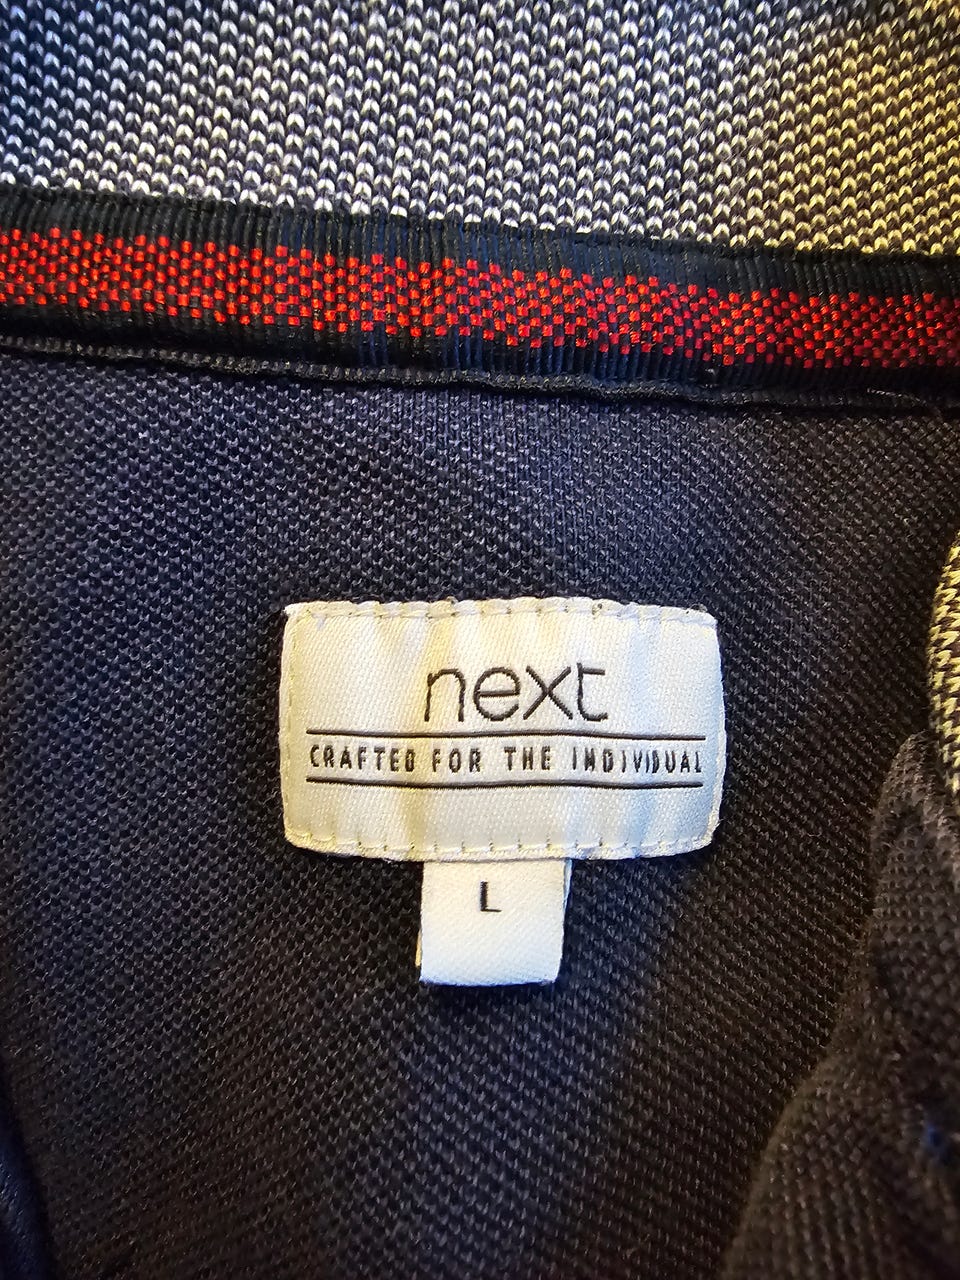 next
CRAFTED FOR THE INDIVIDUAL
L